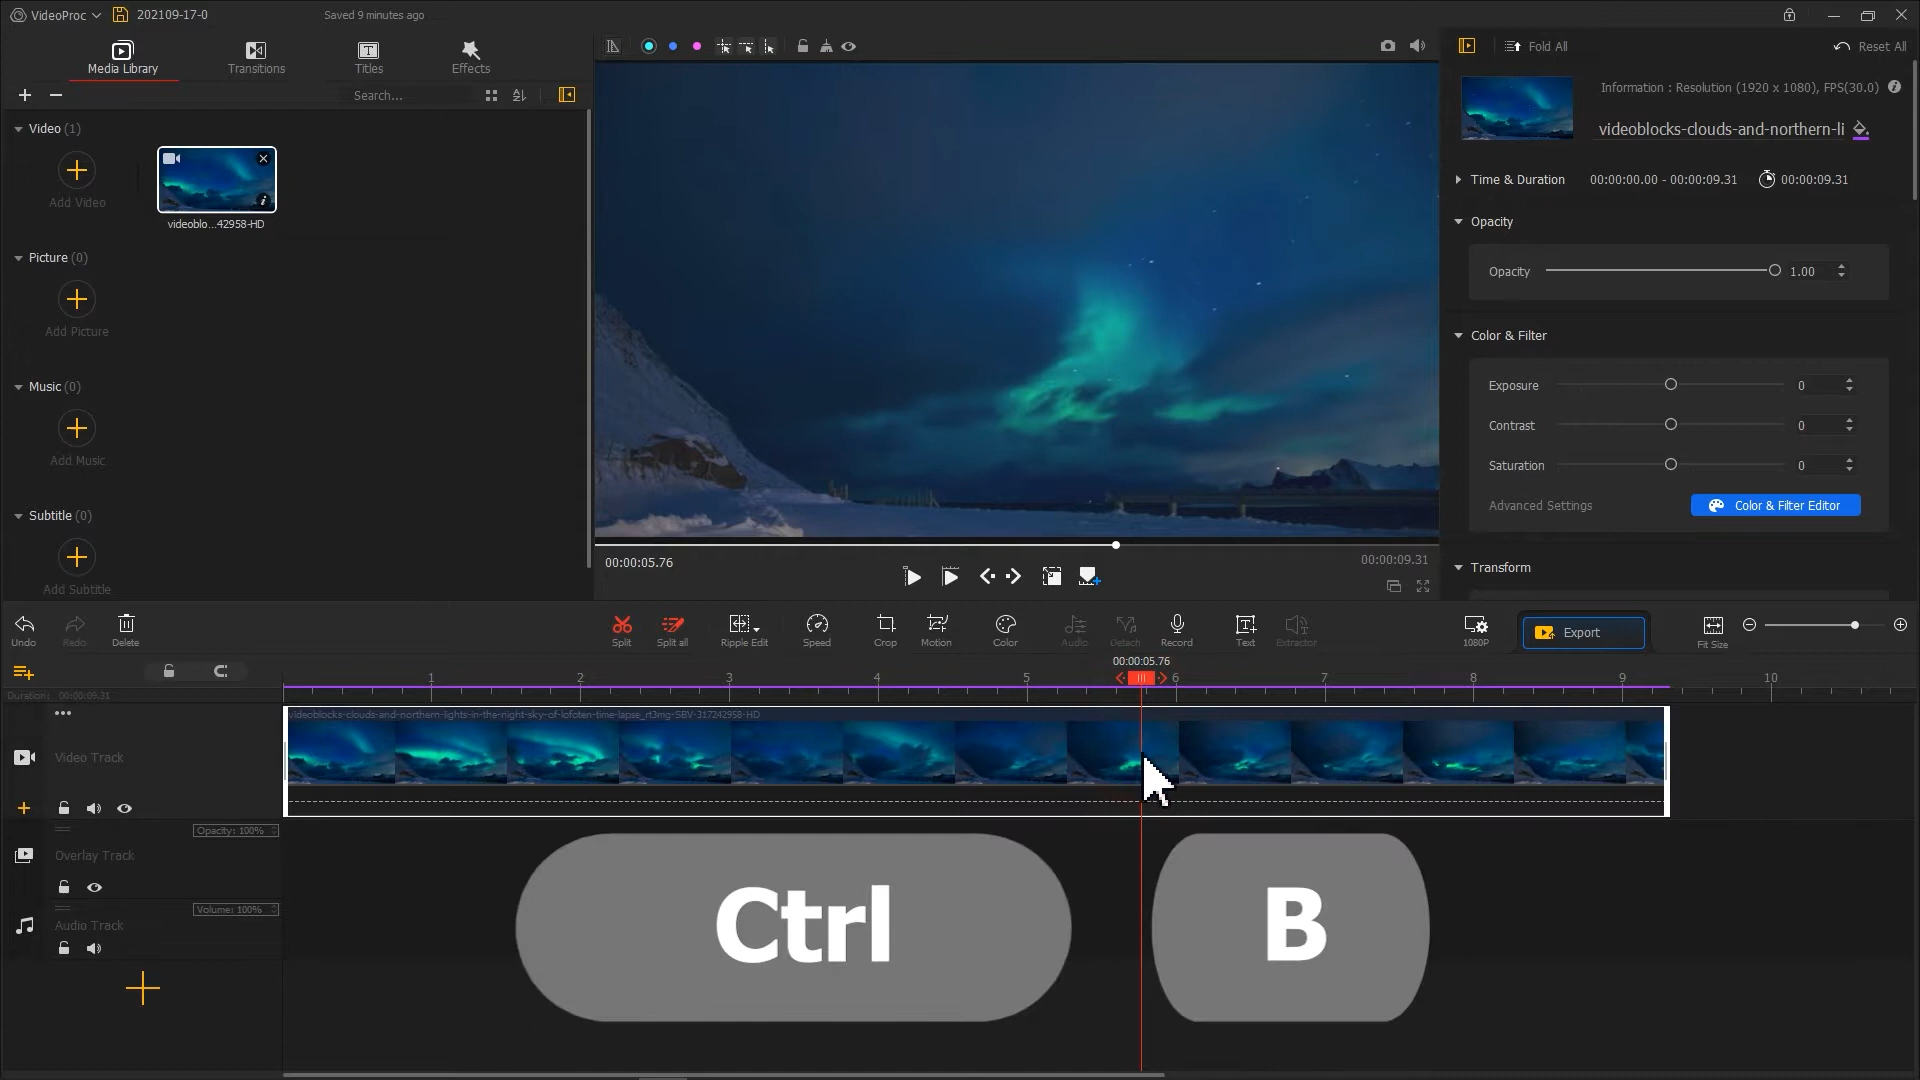 VideoProc
202109-17-0
Saved 9 minutes ago
Media Library
Transitions
Titles
Effects
Search...
Video (1)
Add Video
videoblo...42958-HD
Picture (0)
Add Picture
Music (0)
Add Music
Subtitle (0)
Add Subtitle
00:00:05.76
00:00:09.31
Fold All
Reset All
Information : Resolution (1920 x 1080), FPS(30.0)
videoblocks-clouds-and-northern-li
Time & Duration 00:00:00.00 - 00:00:09.31 00:00:09.31
Opacity
Opacity 1.00
Color & Filter
Exposure 0
Contrast 0
Saturation 0
Advanced Settings
Color & Filter Editor
Transform
Undo
Redo
Delete
Split
Split all
Ripple Edit
Speed
Crop
Motion
Color
Audio
Detach
Record
Text
Extractor
1080P
Export
Fit Size
00:00:05.76
1 2 3 4 5 6 7 8 9 10
Duration: 00:00:09.31
videoblocks-clouds-and-northern-lights-in-the-night-sky-of-lofoten-time-lapse_rt3mg-SBV-317242958-HD
Video Track
Opacity: 100%
Overlay Track
Volume: 100%
Audio Track
Ctrl
B